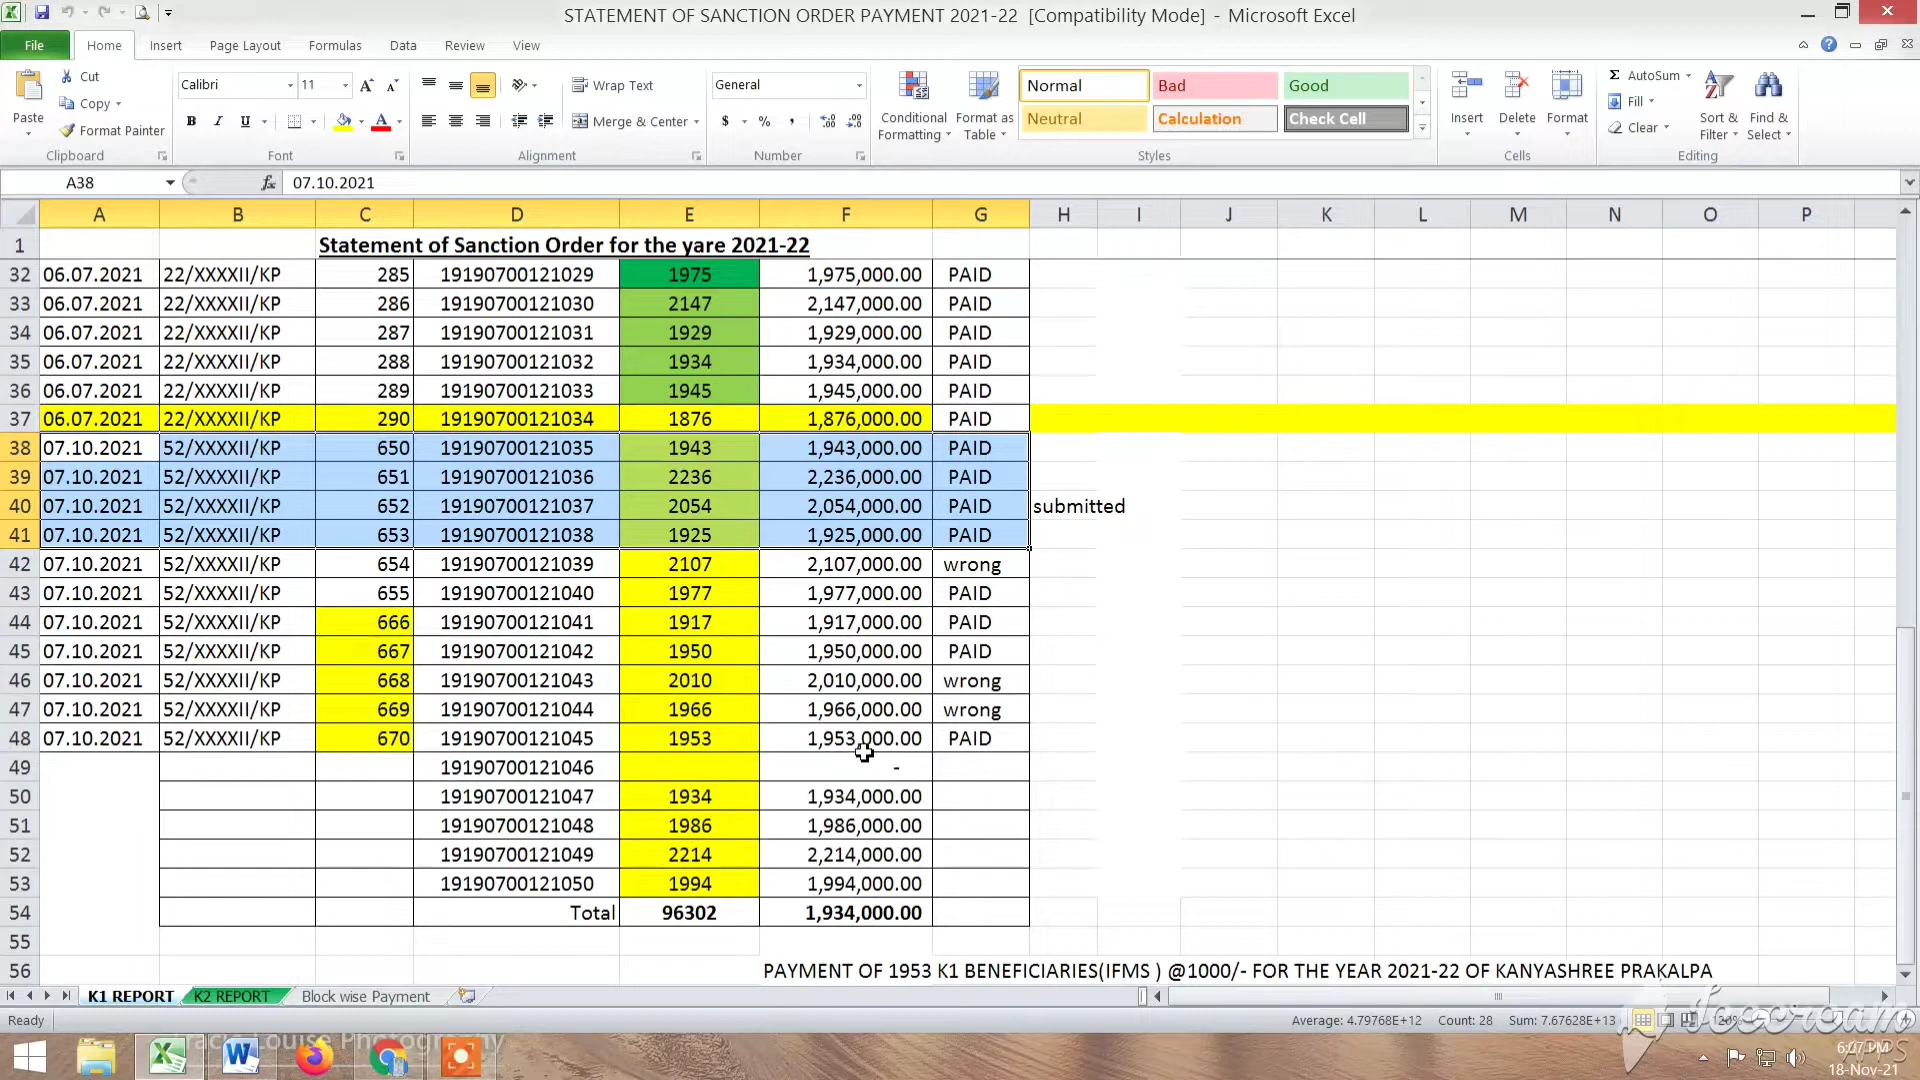 STATEMENT OF SANCTION ORDER PAYMENT 2021-22  [Compatibility Mode]  -  Microsoft Excel
File Home Insert Page Layout Formulas Data Review View
Paste Cut Copy Format Painter Clipboard
Calibri 11 B I U Font
Wrap Text Merge & Center Alignment
General $ % , Number
Conditional Formatting Format as Table Normal Bad Good Neutral Calculation Check Cell Styles
Insert Delete Format Cells
Σ AutoSum Fill Clear Sort & Filter Find & Select Editing
A38 fx 07.10.2021
A B C D E F G H I J K L M N O P
1 Statement of Sanction Order for the yare 2021-22
32 06.07.2021 22/XXXXII/KP 285 19190700121029 1975 1,975,000.00 PAID
33 06.07.2021 22/XXXXII/KP 286 19190700121030 2147 2,147,000.00 PAID
34 06.07.2021 22/XXXXII/KP 287 19190700121031 1929 1,929,000.00 PAID
35 06.07.2021 22/XXXXII/KP 288 19190700121032 1934 1,934,000.00 PAID
36 06.07.2021 22/XXXXII/KP 289 19190700121033 1945 1,945,000.00 PAID
37 06.07.2021 22/XXXXII/KP 290 19190700121034 1876 1,876,000.00 PAID
38 07.10.2021 52/XXXXII/KP 650 19190700121035 1943 1,943,000.00 PAID
39 07.10.2021 52/XXXXII/KP 651 19190700121036 2236 2,236,000.00 PAID
40 07.10.2021 52/XXXXII/KP 652 19190700121037 2054 2,054,000.00 PAID submitted
41 07.10.2021 52/XXXXII/KP 653 19190700121038 1925 1,925,000.00 PAID
42 07.10.2021 52/XXXXII/KP 654 19190700121039 2107 2,107,000.00 wrong
43 07.10.2021 52/XXXXII/KP 655 19190700121040 1977 1,977,000.00 PAID
44 07.10.2021 52/XXXXII/KP 666 19190700121041 1917 1,917,000.00 PAID
45 07.10.2021 52/XXXXII/KP 667 19190700121042 1950 1,950,000.00 PAID
46 07.10.2021 52/XXXXII/KP 668 19190700121043 2010 2,010,000.00 wrong
47 07.10.2021 52/XXXXII/KP 669 19190700121044 1966 1,966,000.00 wrong
48 07.10.2021 52/XXXXII/KP 670 19190700121045 1953 1,953,000.00 PAID
49 19190700121046 -
50 19190700121047 1934 1,934,000.00
51 19190700121048 1986 1,986,000.00
52 19190700121049 2214 2,214,000.00
53 19190700121050 1994 1,994,000.00
54 Total 96302 1,934,000.00
55
56 PAYMENT OF 1953 K1 BENEFICIARIES(IFMS ) @1000/- FOR THE YEAR 2021-22 OF KANYASHREE PRAKALPA
K1 REPORT K2 REPORT Block wise Payment
Ready Average: 4.79768E+12 Count: 28 Sum: 7.67628E+13 120%
Icecream
APPS
Louise Photography
6:07 PM
18-Nov-21